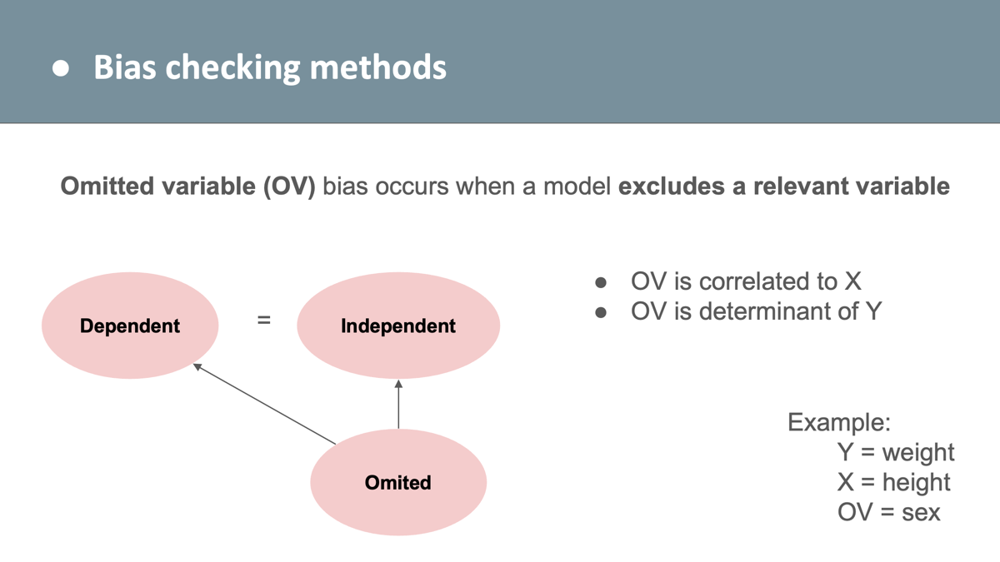 ● Bias checking methods
Omitted variable (OV) bias occurs when a model excludes a relevant variable
Dependent
=
Independent
Omited
● OV is correlated to X
● OV is determinant of Y
Example:
Y = weight
X = height
OV = sex